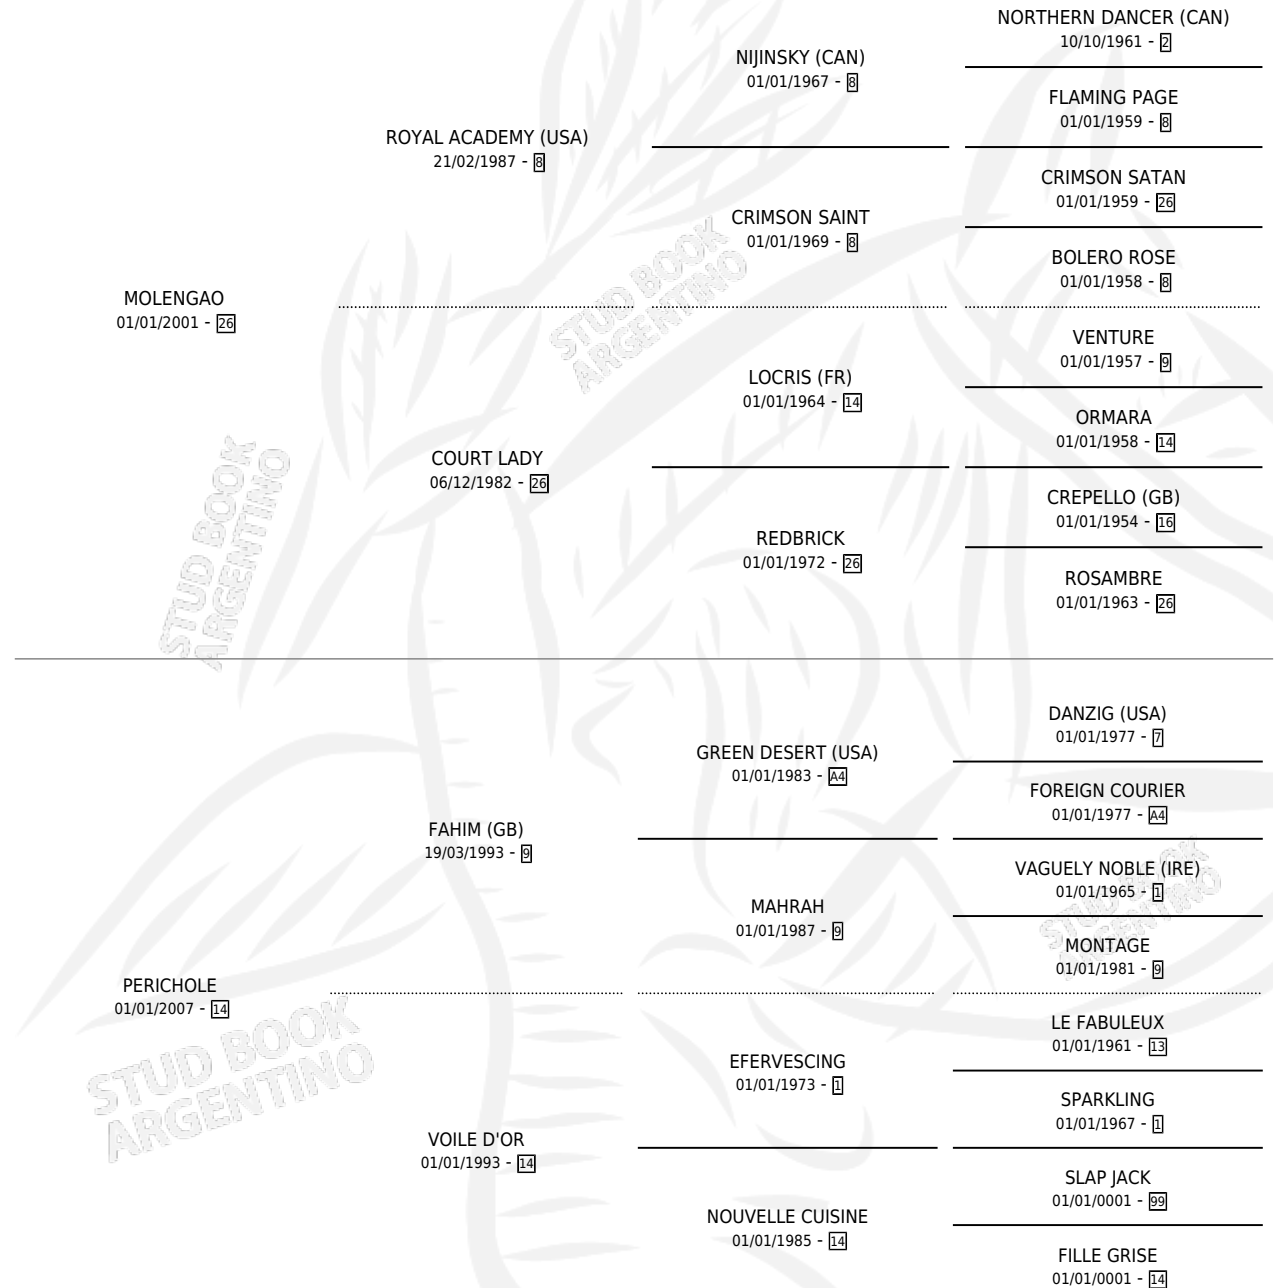 NORTHERN DANCER (CAN)
10/10/1961 - 2
NIJINSKY (CAN)
01/01/1967 - 8
FLAMING PAGE
01/01/1959 - 8
ROYAL ACADEMY (USA)
21/02/1987 - 8
CRIMSON SATAN
01/01/1959 - 26
CRIMSON SAINT
01/01/1969 - 8
BOLERO ROSE
01/01/1958 - 8
MOLENGAO
01/01/2001 - 26
VENTURE
01/01/1957 - 9
LOCRIS (FR)
01/01/1964 - 14
ORMARA
01/01/1958 - 14
COURT LADY
06/12/1982 - 26
CREPELLO (GB)
01/01/1954 - 16
REDBRICK
01/01/1972 - 26
ROSAMBRE
01/01/1963 - 26
STUD BOOK
ARGENTINO
STUD BOOK
ARGENTINO
DANZIG (USA)
01/01/1977 - 7
GREEN DESERT (USA)
01/01/1983 - A4
FOREIGN COURIER
01/01/1977 - A4
FAHIM (GB)
19/03/1993 - 9
VAGUELY NOBLE (IRE)
01/01/1965 - 1
MAHRAH
01/01/1987 - 9
MONTAGE
01/01/1981 - 9
STUD BOOK
ARGENTINO
PERICHOLE
01/01/2007 - 14
LE FABULEUX
01/01/1961 - 13
EFERVESCING
01/01/1973 - 1
SPARKLING
01/01/1967 - 1
VOILE D'OR
01/01/1993 - 14
SLAP JACK
01/01/0001 - 99
NOUVELLE CUISINE
01/01/1985 - 14
FILLE GRISE
01/01/0001 - 14
STUD BOOK
ARGENTINO